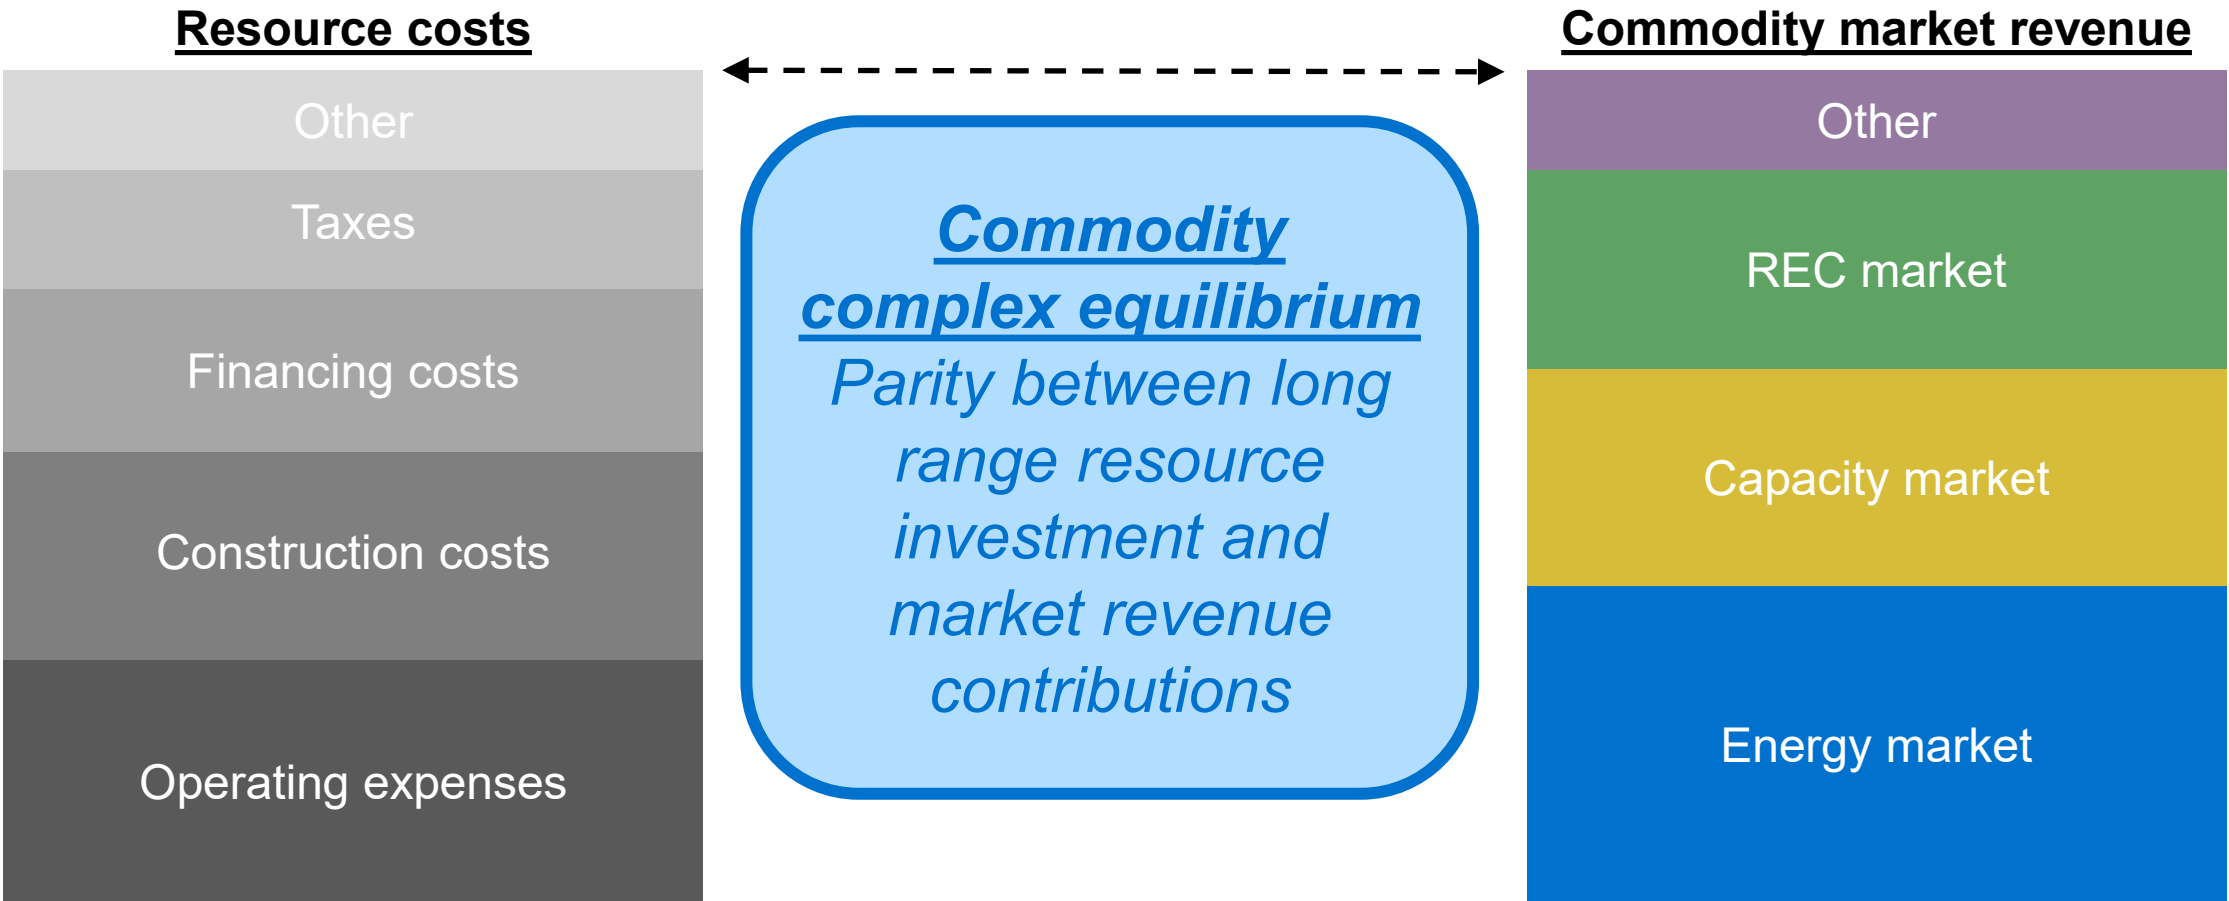 Resource costs
Other
Taxes
Financing costs
Construction costs
Operating expenses
Commodity
complex equilibrium
Parity between long
range resource
investment and
market revenue
contributions
Commodity market revenue
Other
REC market
Capacity market
Energy market